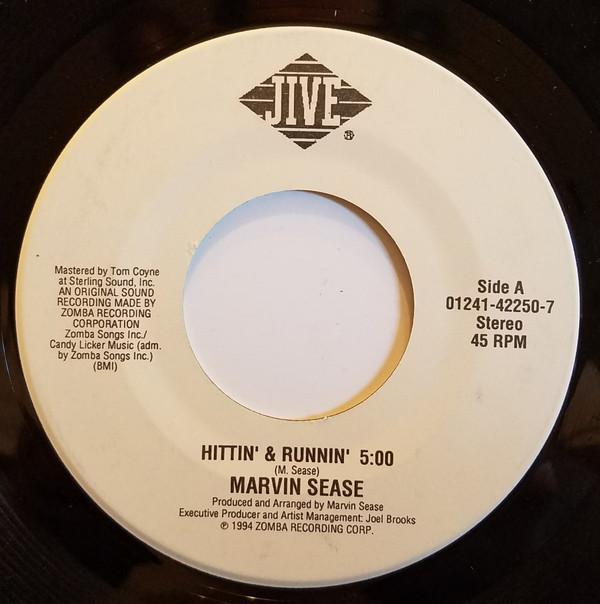 JIVE
®
Mastered by Tom Coyne
at Sterling Sound, Inc.
AN ORIGINAL SOUND
RECORDING MADE BY
ZOMBA RECORDING
CORPORATION
Zomba Songs Inc./
Candy Licker Music (adm.
by Zomba Songs Inc.)
(BMI)
Side A
01241-42250-7
Stereo
45 RPM
HITTIN' & RUNNIN' 5:00
(M. Sease)
MARVIN SEASE
Produced and Arranged by Marvin Sease
Executive Producer and Artist Management: Joel Brooks
℗ 1994 ZOMBA RECORDING CORP.